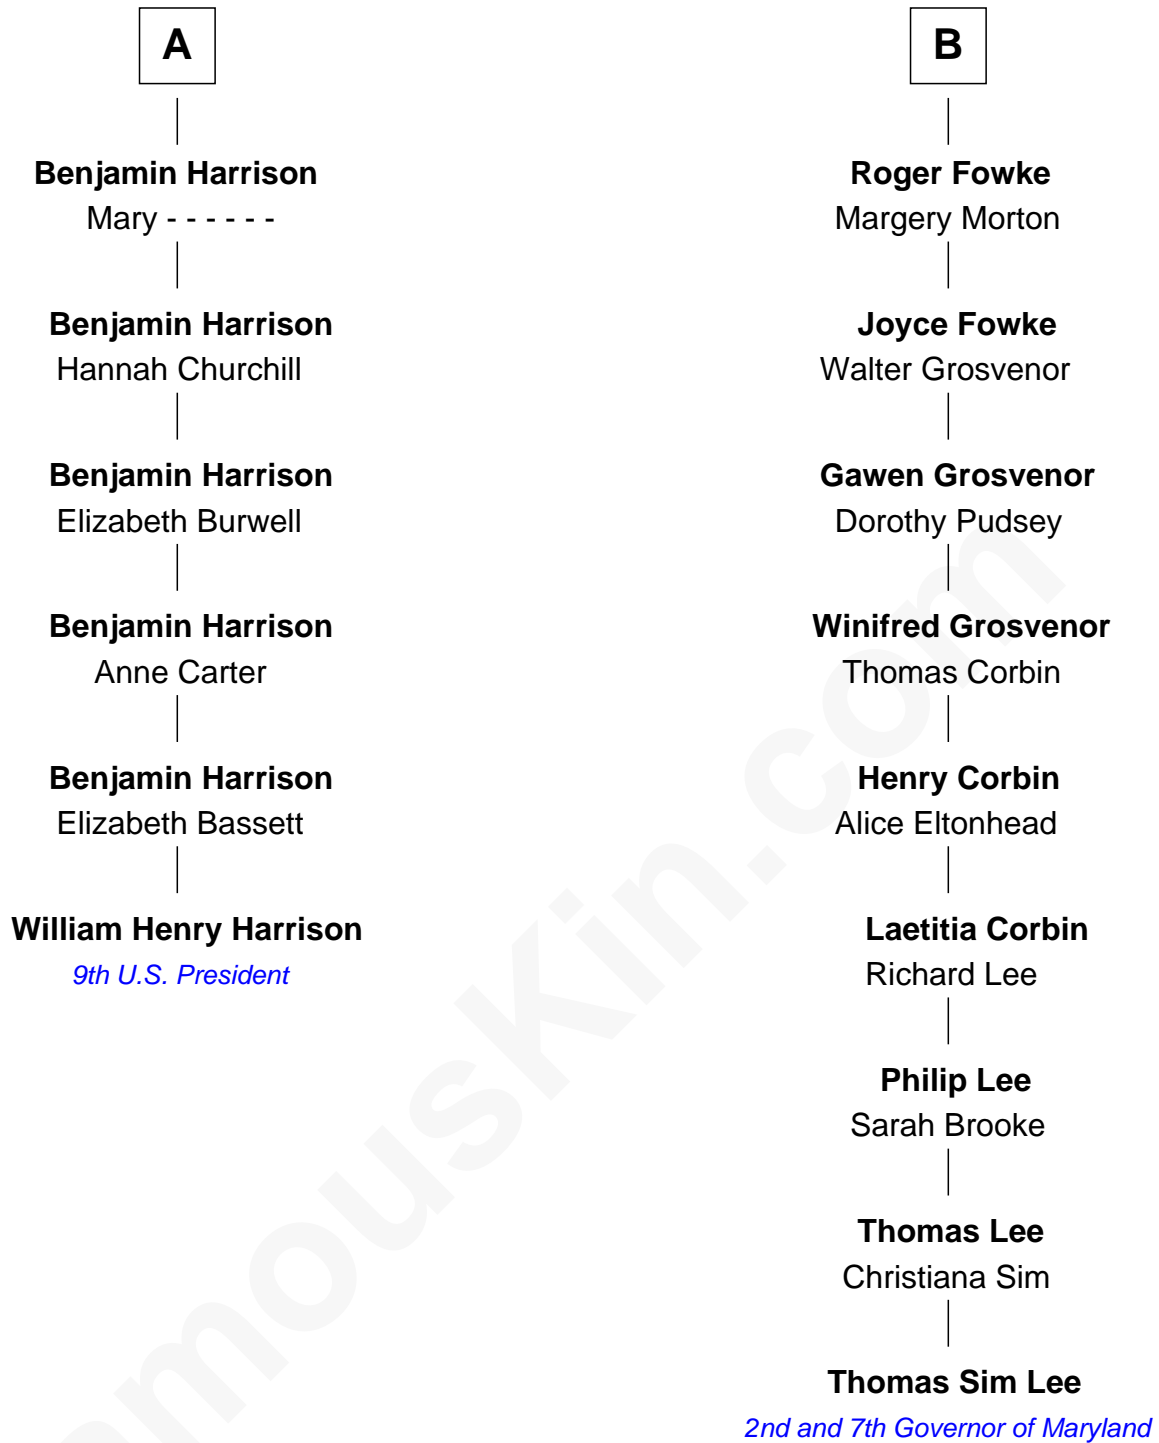 A
Benjamin Harrison
Mary - - - - - -
Benjamin Harrison
Hannah Churchill
Benjamin Harrison
Elizabeth Burwell
Benjamin Harrison
Anne Carter
Benjamin Harrison
Elizabeth Bassett
William Henry Harrison
9th U.S. President
B
Roger Fowke
Margery Morton
Joyce Fowke
Walter Grosvenor
Gawen Grosvenor
Dorothy Pudsey
Winifred Grosvenor
Thomas Corbin
Henry Corbin
Alice Eltonhead
Laetitia Corbin
Richard Lee
Philip Lee
Sarah Brooke
Thomas Lee
Christiana Sim
Thomas Sim Lee
2nd and 7th Governor of Maryland
amouskin.com